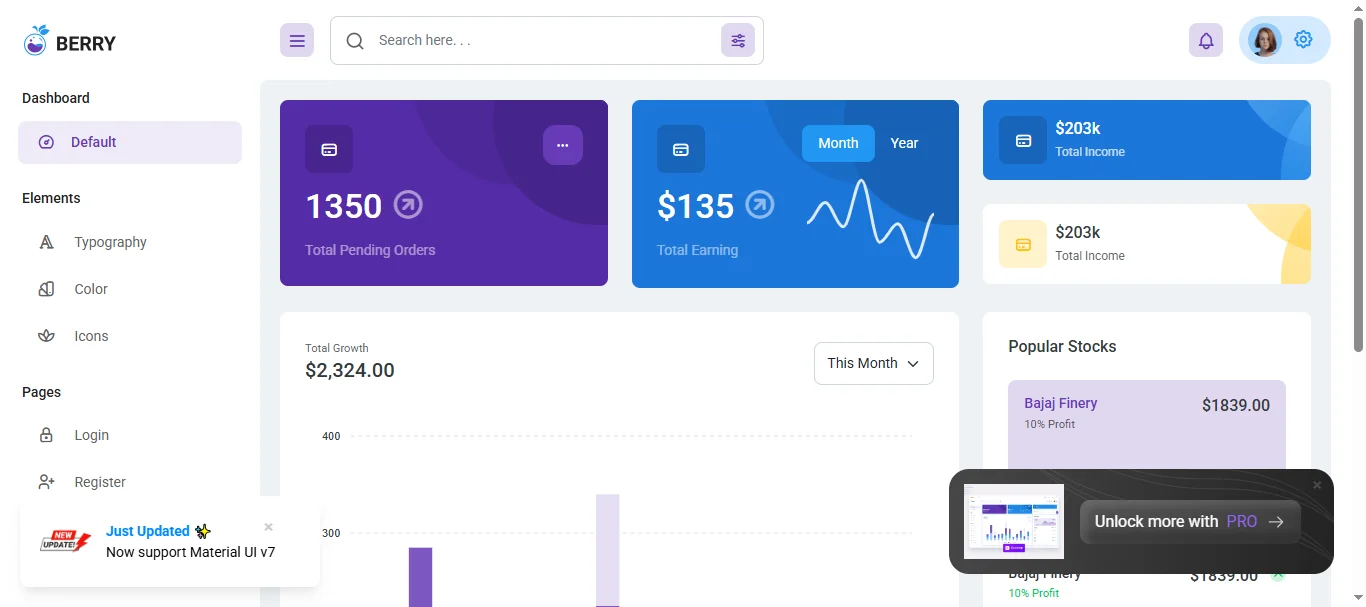 BERRY
Search here. . .
Dashboard
Default
Elements
Typography
Color
Icons
Pages
Login
Register
NEW
UPDATE!
Just Updated ✨
Now support Material UI v7
1350
Total Pending Orders
Month
Year
$135
Total Earning
$203k
Total Income
$203k
Total Income
Total Growth
$2,324.00
This Month
400
300
Popular Stocks
Bajaj Finery
$1839.00
10% Profit
Unlock more with PRO
Bajaj Finery
$1839.00
10% Profit